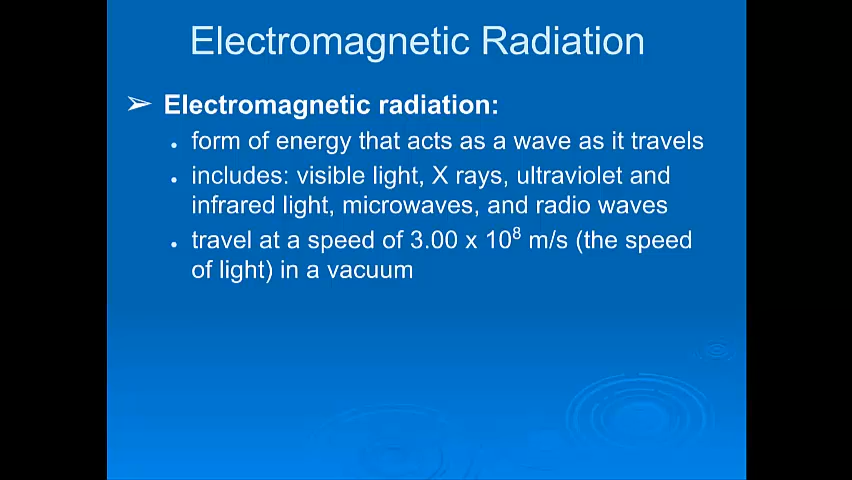 Electromagnetic Radiation
➢ Electromagnetic radiation:
• form of energy that acts as a wave as it travels
• includes: visible light, X rays, ultraviolet and
infrared light, microwaves, and radio waves
• travel at a speed of 3.00 x 10⁸ m/s (the speed
of light) in a vacuum